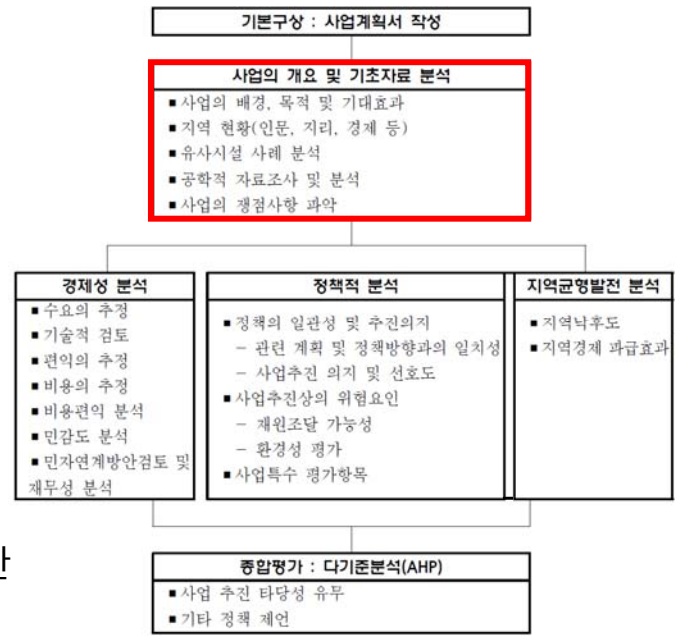 기본구상 : 사업계획서 작성
사업의 개요 및 기초자료 분석
■ 사업의 배경, 목적 및 기대효과
■ 지역 현황(인문, 지리, 경제 등)
■ 유사시설 사례 분석
■ 공학적 자료조사 및 분석
■ 사업의 쟁점사항 파악
경제성 분석
■ 수요의 추정
■ 기술적 검토
■ 편익의 추정
■ 비용의 추정
■ 비용편익 분석
■ 민감도 분석
■ 민자연계방안검토 및
재무성 분석
정책적 분석
■ 정책의 일관성 및 추진의지
– 관련 계획 및 정책방향과의 일치성
– 사업추진 의지 및 선호도
■ 사업추진상의 위험요인
– 재원조달 가능성
– 환경성 평가
■ 사업특수 평가항목
지역균형발전 분석
■ 지역낙후도
■ 지역경제 파급효과
종합평가 : 다기준분석(AHP)
■ 사업 추진 타당성 유무
■ 기타 정책 제언